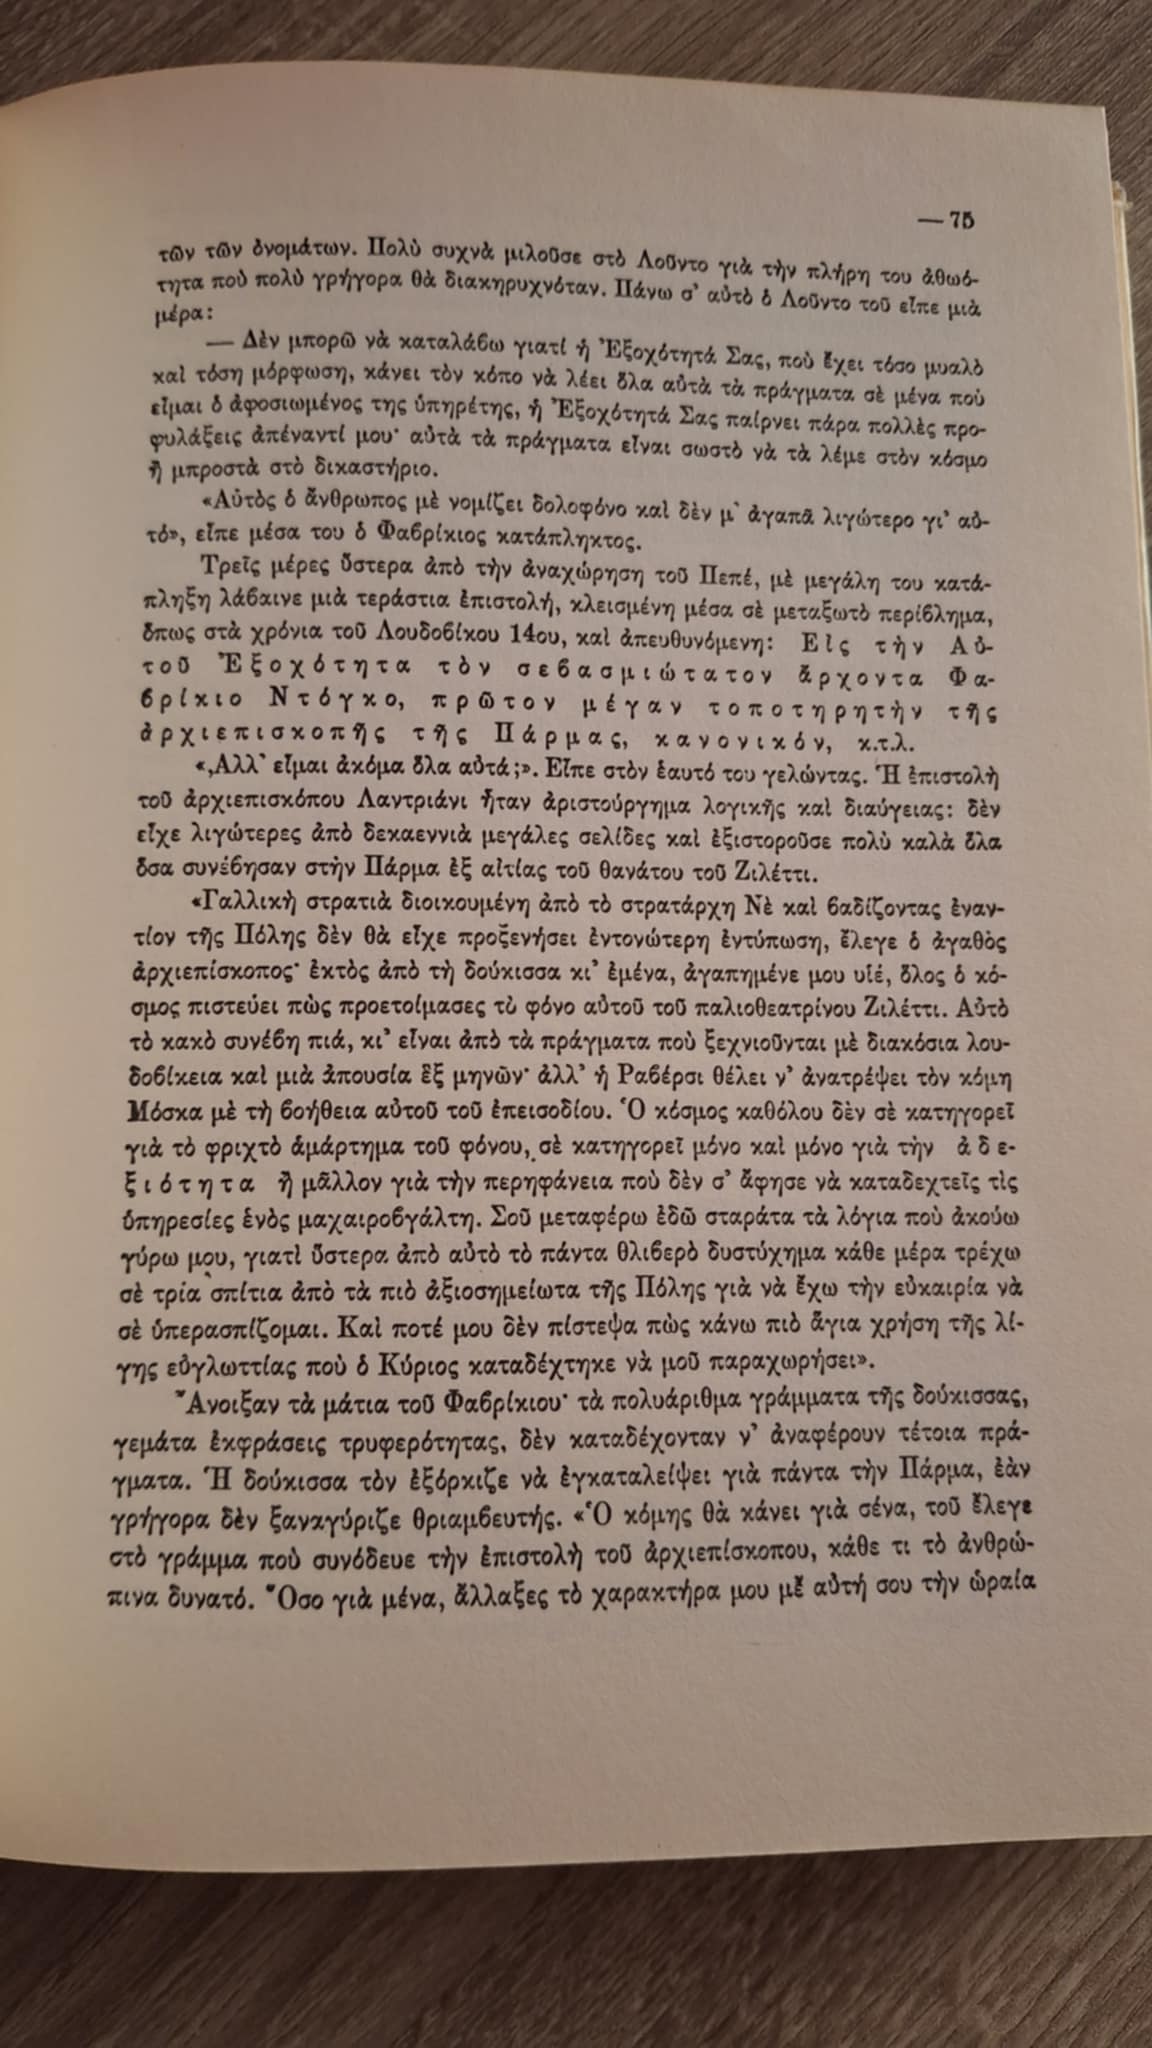 — 75
τῶν τῶν ὀνομάτων. Πολὺ συχνὰ μιλοῦσε στὸ Λοῦντο γιὰ τὴν πλήρη του ἀθωό-
τητα ποὺ πολὺ γρήγορα θὰ διακηρυχνόταν. Πάνω σ' αὐτὸ ὁ Λοῦντο τοῦ εἶπε μιὰ
μέρα:
— Δὲν μπορῶ νὰ καταλάβω γιατί ἡ Ἐξοχότητά Σας, ποὺ ἔχει τόσο μυαλὸ
καὶ τόση μόρφωση, κάνει τὸν κόπο νὰ λέει ὅλα αὐτὰ τὰ πράγματα σὲ μένα ποὺ
εἶμαι ὁ ἀφοσιωμένος της ὑπηρέτης, ἡ Ἐξοχότητά Σας παίρνει πάρα πολλὲς προ-
φυλάξεις ἀπέναντί μου· αὐτὰ τὰ πράγματα εἶναι σωστὸ νὰ τὰ λέμε στὸν κόσμο
ἢ μπροστὰ στὸ δικαστήριο.
«Αὐτὸς ὁ ἄνθρωπος μὲ νομίζει δολοφόνο καὶ δὲν μ' ἀγαπᾶ λιγώτερο γι' αὐ-
τό», εἶπε μέσα του ὁ Φαβρίκιος κατάπληκτος.
Τρεῖς μέρες ὕστερα ἀπὸ τὴν ἀναχώρηση τοῦ Πεπέ, μὲ μεγάλη του κατά-
πληξη λάβαινε μιὰ τεράστια ἐπιστολή, κλεισμένη μέσα σὲ μεταξωτὸ περίβλημα,
ὅπως στὰ χρόνια τοῦ Λουδοβίκου 14ου, καὶ ἀπευθυνόμενη: Εἰς τὴν Αὐ-
τοῦ Ἐξοχότητα τὸν σεβασμιώτατον ἄρχοντα Φα-
βρίκιο Ντόγκο, πρῶτον μέγαν τοποτηρητὴν τῆς
ἀρχιεπισκοπῆς τῆς Πάρμας, κανονικόν, κ.τ.λ.
«,Ἀλλ' εἶμαι ἀκόμα ὅλα αὐτά;». Εἶπε στὸν ἑαυτό του γελώντας. Ἡ ἐπιστολὴ
τοῦ ἀρχιεπισκόπου Λαντριάνι ἦταν ἀριστούργημα λογικῆς καὶ διαύγειας: δὲν
εἶχε λιγώτερες ἀπὸ δεκαεννιὰ μεγάλες σελίδες καὶ ἐξιστοροῦσε πολὺ καλὰ ὅλα
ὅσα συνέβησαν στὴν Πάρμα ἐξ αἰτίας τοῦ θανάτου τοῦ Ζιλέττι.
«Γαλλικὴ στρατιὰ διοικουμένη ἀπὸ τὸ στρατάρχη Νὲ καὶ βαδίζοντας ἐναν-
τίον τῆς Πόλης δὲν θὰ εἶχε προξενήσει ἐντονώτερη ἐντύπωση, ἔλεγε ὁ ἀγαθὸς
ἀρχιεπίσκοπος· ἐκτὸς ἀπὸ τὴ δούκισσα κι' ἐμένα, ἀγαπημένε μου υἱέ, ὅλος ὁ κό-
σμος πιστεύει πὼς προετοίμασες τὸ φόνο αὐτοῦ τοῦ παλιοθεατρίνου Ζιλέττι. Αὐτὸ
τὸ κακὸ συνέβη πιά, κι' εἶναι ἀπὸ τὰ πράγματα ποὺ ξεχνιοῦνται μὲ διακόσια λου-
δοβίκεια καὶ μιὰ ἀπουσία ἓξ μηνῶν· ἀλλ' ἡ Ραβέρσι θέλει ν' ἀνατρέψει τὸν κόμη
Μόσκα μὲ τὴ βοήθεια αὐτοῦ τοῦ ἐπεισοδίου. Ὁ κόσμος καθόλου δὲν σὲ κατηγορεῖ
γιὰ τὸ φριχτὸ ἁμάρτημα τοῦ φόνου, σὲ κατηγορεῖ μόνο καὶ μόνο γιὰ τὴν ἀδε-
ξιότητα ἢ μᾶλλον γιὰ τὴν περηφάνεια ποὺ δὲν σ' ἄφησε νὰ καταδεχτεῖς τὶς
ὑπηρεσίες ἑνὸς μαχαιροβγάλτη. Σοῦ μεταφέρω ἐδῶ σταράτα τὰ λόγια ποὺ ἀκούω
γύρω μου, γιατὶ ὕστερα ἀπὸ αὐτὸ τὸ πάντα θλιβερὸ δυστύχημα κάθε μέρα τρέχω
σὲ τρία σπίτια ἀπὸ τὰ πιὸ ἀξιοσημείωτα τῆς Πόλης γιὰ νὰ ἔχω τὴν εὐκαιρία νὰ
σὲ ὑπερασπίζομαι. Καὶ ποτέ μου δὲν πίστεψα πὼς κάνω πιὸ ἅγια χρήση τῆς λί-
γης εὐγλωττίας ποὺ ὁ Κύριος καταδέχτηκε νὰ μοῦ παραχωρήσει».
Ἄνοιξαν τὰ μάτια τοῦ Φαβρίκιου· τὰ πολυάριθμα γράμματα τῆς δούκισσας,
γεμάτα ἐκφράσεις τρυφερότητας, δὲν καταδέχονταν ν' ἀναφέρουν τέτοια πρά-
γματα. Ἡ δούκισσα τὸν ἐξόρκιζε νὰ ἐγκαταλείψει γιὰ πάντα τὴν Πάρμα, ἐὰν
γρήγορα δὲν ξαναγύριζε θριαμβευτής. «Ὁ κόμης θὰ κάνει γιὰ σένα, τοῦ ἔλεγε
στὸ γράμμα ποὺ συνόδευε τὴν ἐπιστολὴ τοῦ ἀρχιεπίσκοπου, κάθε τι τὸ ἀνθρώ-
πινα δυνατό. Ὅσο γιὰ μένα, ἄλλαξες τὸ χαρακτήρα μου μὲ αὐτή σου τὴν ὡραία